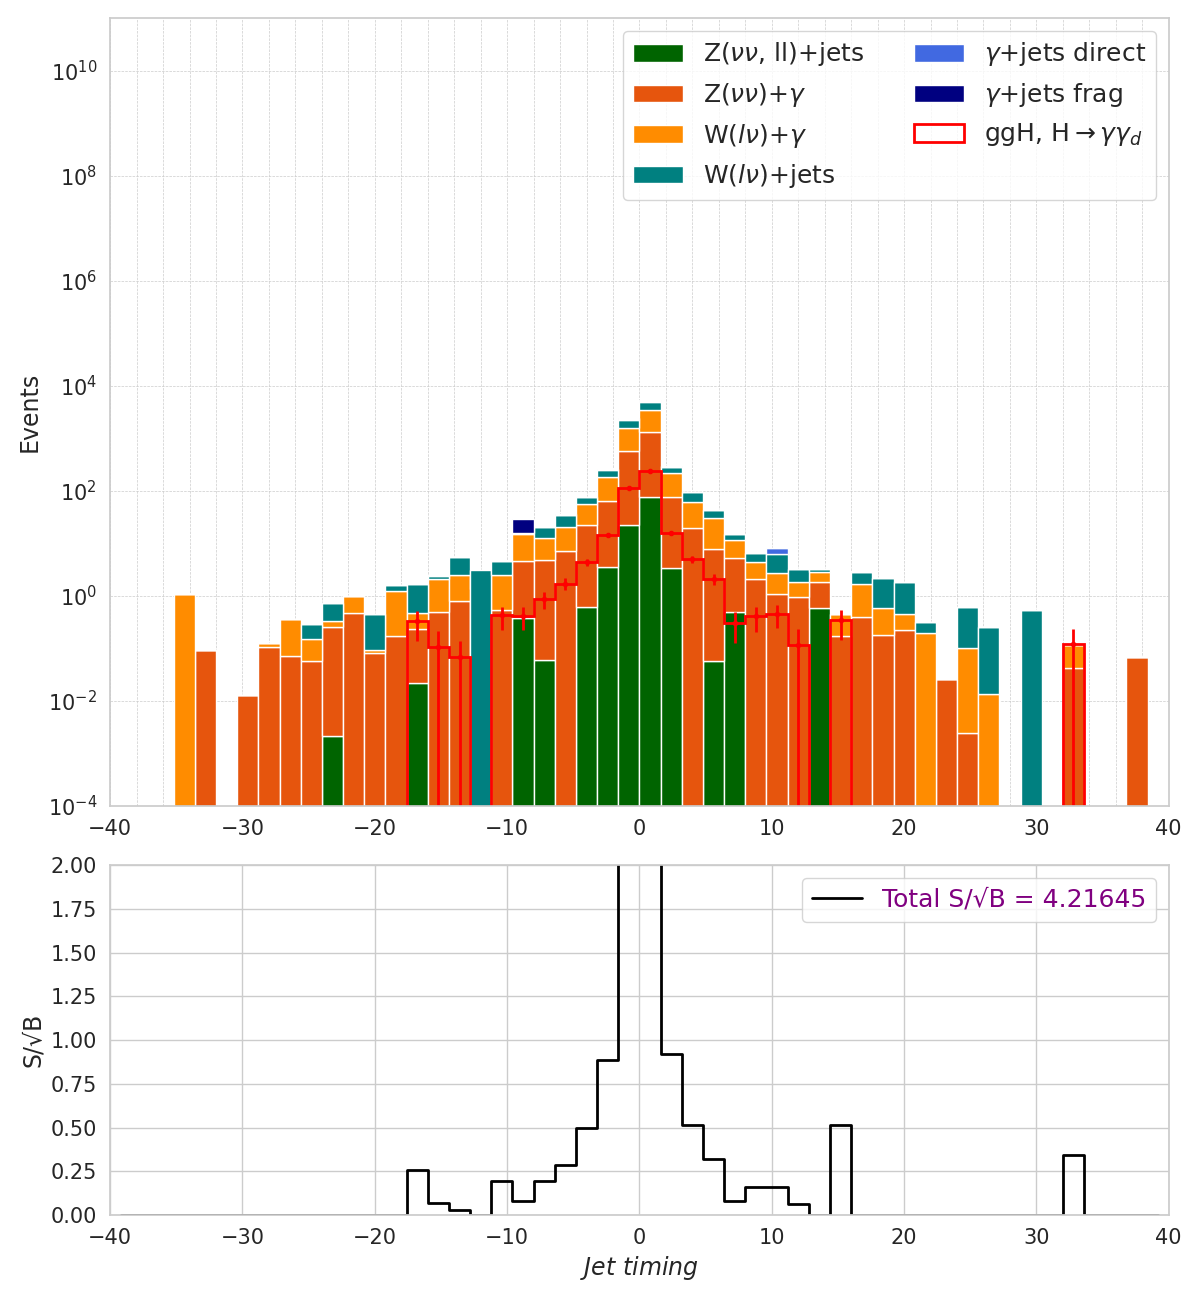 Z(νν, ll)+jets
Z(νν)+γ
W(lν)+γ
W(lν)+jets
γ+jets direct
γ+jets frag
ggH, H→γγ_d
Events
10^10
10^8
10^6
10^4
10^2
10^0
10^−2
10^−4
−40 −30 −20 −10 0 10 20 30 40
Total S/√B = 4.21645
S/√B
2.00
1.75
1.50
1.25
1.00
0.75
0.50
0.25
0.00
−40 −30 −20 −10 0 10 20 30 40
Jet timing